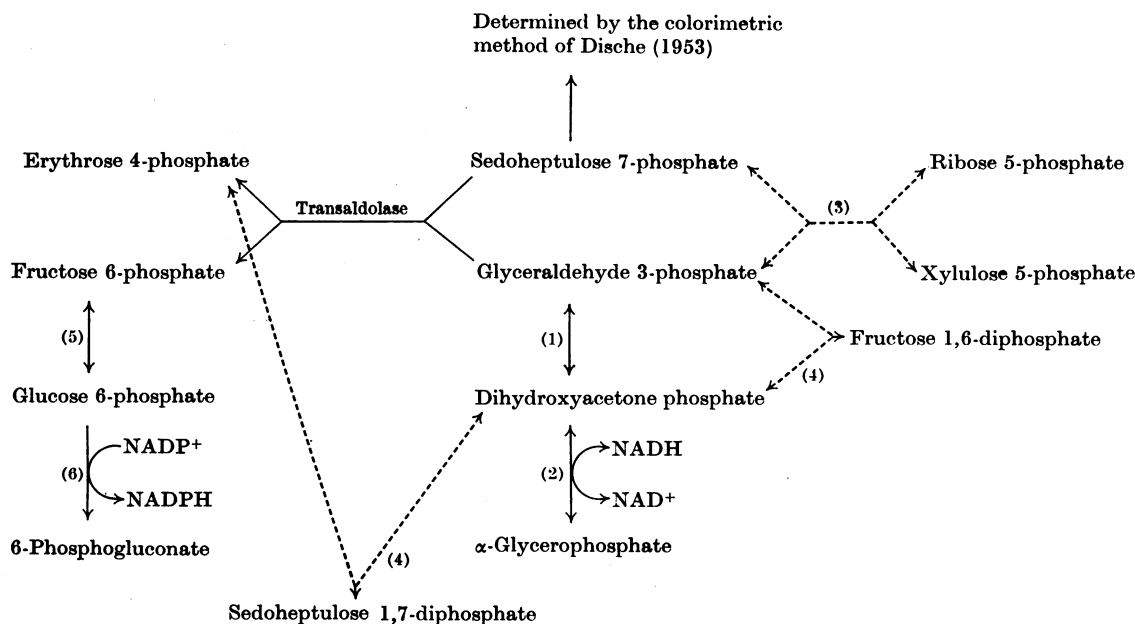 Determined by the colorimetric
method of Dische (1953)
Erythrose 4-phosphate
Sedoheptulose 7-phosphate
Ribose 5-phosphate
Transaldolase
(3)
Fructose 6-phosphate
Glyceraldehyde 3-phosphate
Xylulose 5-phosphate
(5)
(1)
Fructose 1,6-diphosphate
(4)
Glucose 6-phosphate
Dihydroxyacetone phosphate
NADP+
NADH
(6)
(2)
NADPH
NAD+
6-Phosphogluconate
α-Glycerophosphate
(4)
Sedoheptulose 1,7-diphosphate